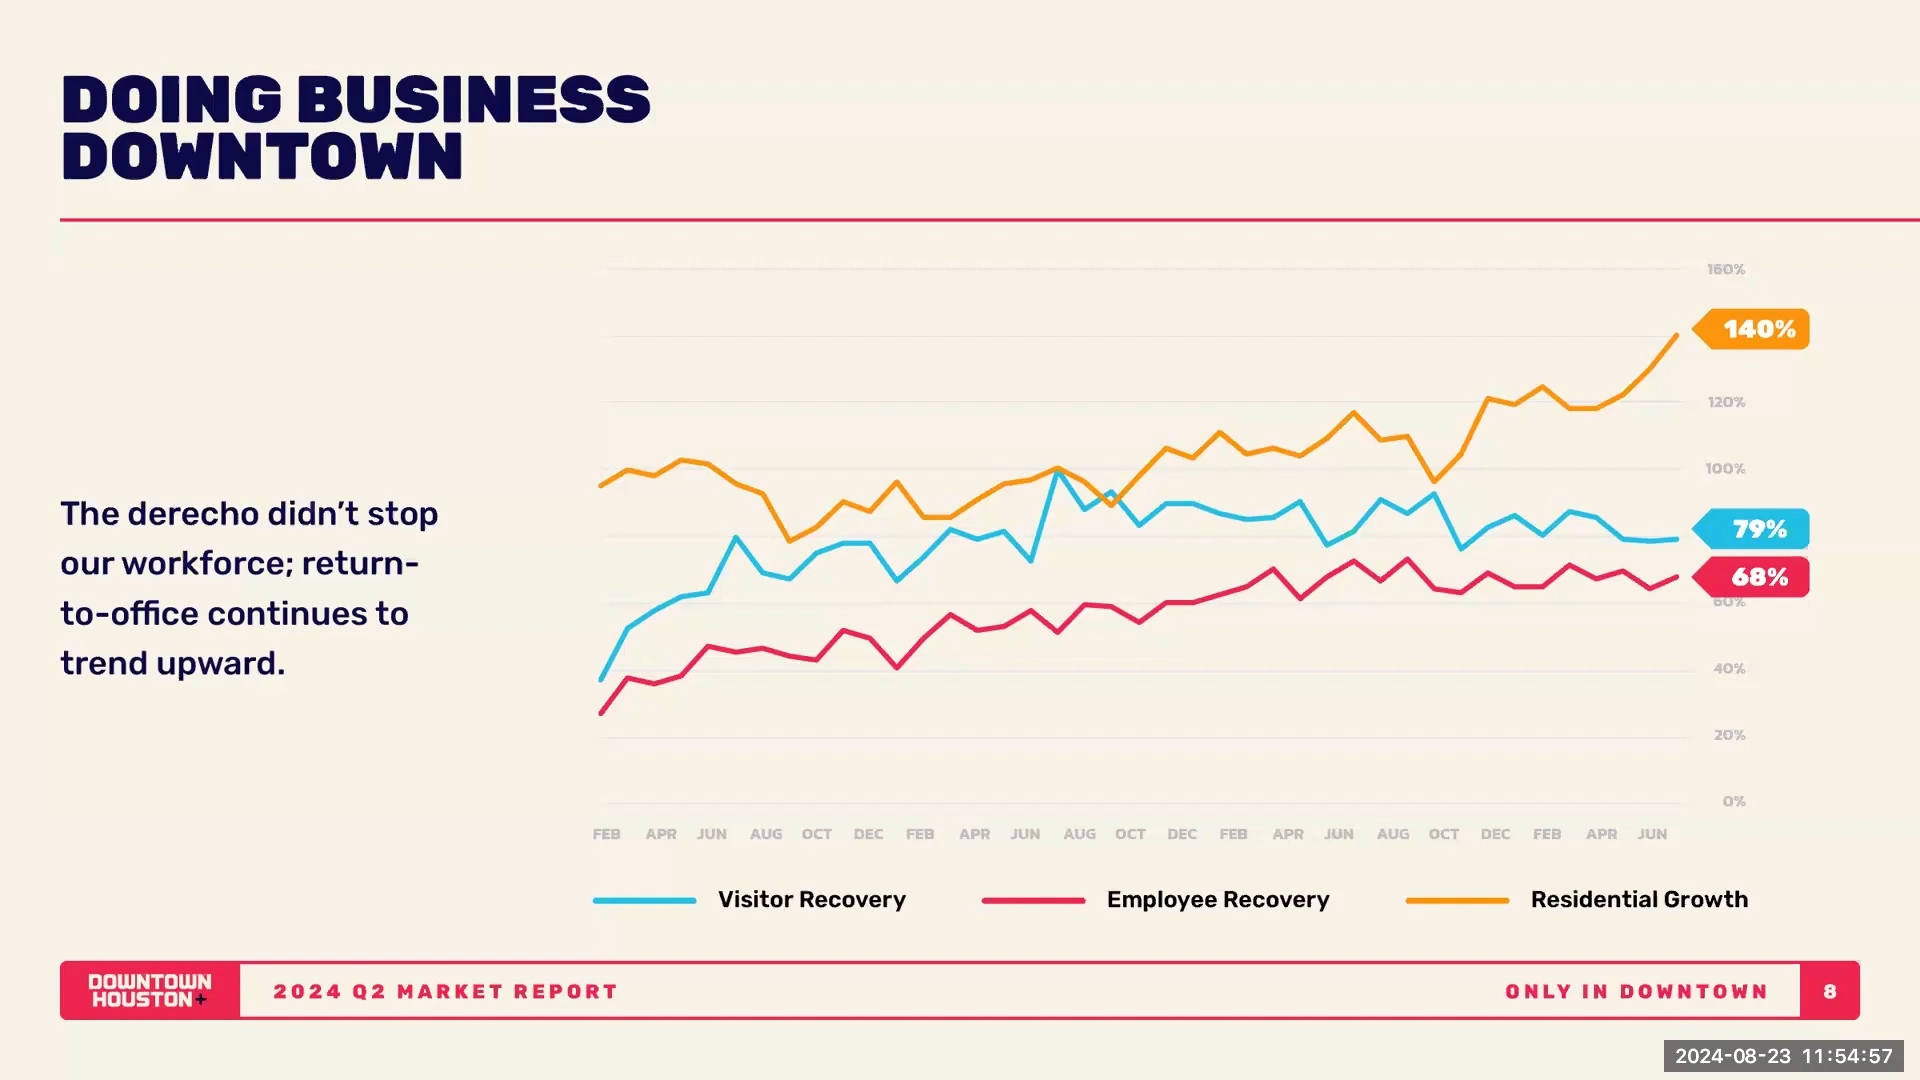 DOING BUSINESS
DOWNTOWN
The derecho didn’t stop
our workforce; return-
to-office continues to
trend upward.
160%
140%
120%
100%
79%
68%
60%
40%
20%
0%
FEB APR JUN AUG OCT DEC FEB APR JUN AUG OCT DEC FEB APR JUN AUG OCT DEC FEB APR JUN
Visitor Recovery Employee Recovery Residential Growth
DOWNTOWN
HOUSTON+
2024 Q2 MARKET REPORT
ONLY IN DOWNTOWN
8
2024-08-23 11:54:57